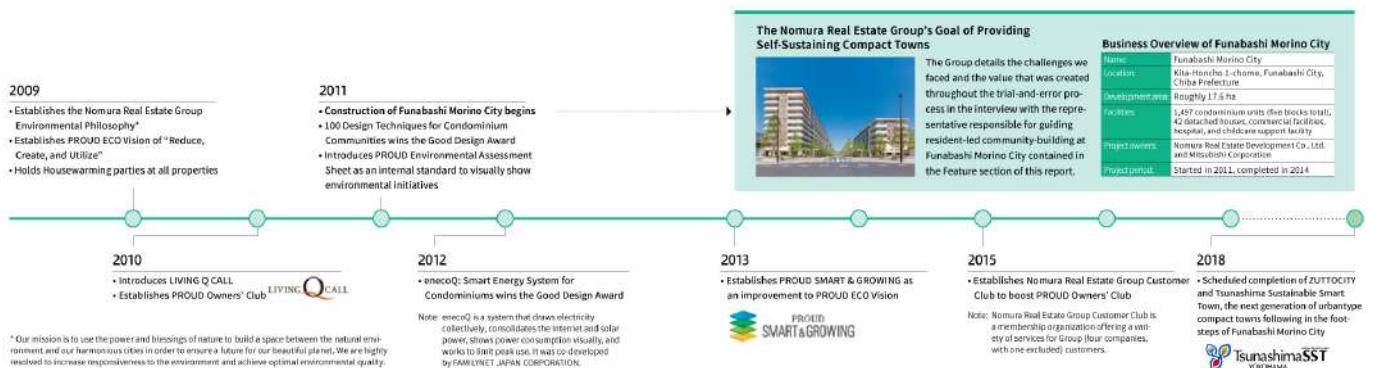 The Nomura Real Estate Group's Goal of Providing
Self-Sustaining Compact Towns
The Group details the challenges we
faced and the value that was created
throughout the trial-and-error pro-
cess in the interview with the repre-
sentative responsible for guiding
resident-led community-building at
Funabashi Morino City contained in
the Feature section of this report.
Business Overview of Funabashi Morino City
Name: Funabashi Morino City
Location: Kita-Honcho 1-chome, Funabashi City,
Chiba Prefecture
Development area: Roughly 17.6 ha
Facilities: 1,497 condominium units (five blocks total),
42 detached houses, commercial facilities,
hospital, and childcare support facility
Project owners: Nomura Real Estate Development Co., Ltd.
and Mitsubishi Corporation
Project period: Started in 2011, completed in 2014
2009
• Establishes the Nomura Real Estate Group
Environmental Philosophy*
• Establishes PROUD ECO Vision of "Reduce,
Create, and Utilize"
• Holds Housewarming parties at all properties
2011
• Construction of Funabashi Morino City begins
• 100 Design Techniques for Condominium
Communities wins the Good Design Award
• Introduces PROUD Environmental Assessment
Sheet as an internal standard to visually show
environmental initiatives
2010
• Introduces LIVING Q CALL
• Establishes PROUD Owners' Club
LIVING Q CALL
2012
• enecoQ: Smart Energy System for
Condominiums wins the Good Design Award
Note: enecoQ is a system that draws electricity
collectively, consolidates the Internet and solar
power, shows power consumption visually, and
works to limit peak use. It was co-developed
by FAMILYNET JAPAN CORPORATION.
2013
• Establishes PROUD SMART & GROWING as
an improvement to PROUD ECO Vision
PROUD
SMART&GROWING
2015
• Establishes Nomura Real Estate Group Customer
Club to boost PROUD Owners' Club
Note: Nomura Real Estate Group Customer Club is
a membership organization offering a vari-
ety of services for Group (four companies,
with one excluded) customers.
2018
• Scheduled completion of ZUTTOCITY
and Tsunashima Sustainable Smart
Town, the next generation of urbantype
compact towns following in the foot-
steps of Funabashi Morino City
TsunashimaSST
YOKOHAMA
* Our mission is to use the power and blessings of nature to build a space between the natural envi-
ronment and our harmonious cities in order to ensure a future for our beautiful planet. We are highly
resolved to increase responsiveness to the environment and achieve optimal environmental quality.